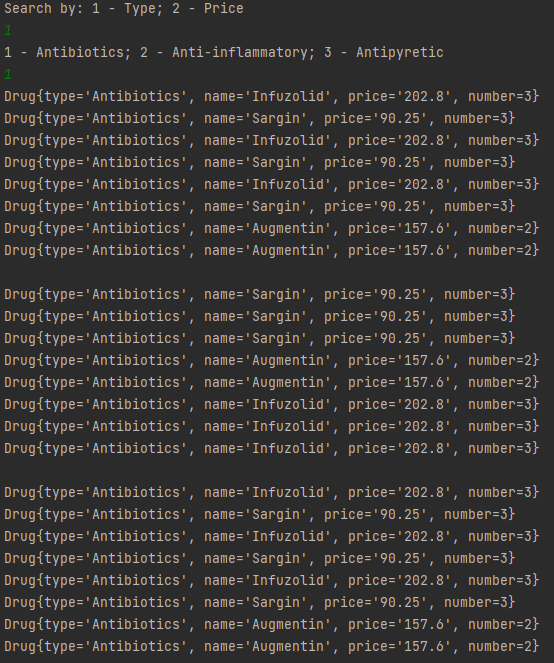 Search by: 1 - Type; 2 - Price
1
1 - Antibiotics; 2 - Anti-inflammatory; 3 - Antipyretic
1
Drug{type='Antibiotics', name='Infuzolid', price='202.8', number=3}
Drug{type='Antibiotics', name='Sargin', price='90.25', number=3}
Drug{type='Antibiotics', name='Infuzolid', price='202.8', number=3}
Drug{type='Antibiotics', name='Sargin', price='90.25', number=3}
Drug{type='Antibiotics', name='Infuzolid', price='202.8', number=3}
Drug{type='Antibiotics', name='Sargin', price='90.25', number=3}
Drug{type='Antibiotics', name='Augmentin', price='157.6', number=2}
Drug{type='Antibiotics', name='Augmentin', price='157.6', number=2}

Drug{type='Antibiotics', name='Sargin', price='90.25', number=3}
Drug{type='Antibiotics', name='Sargin', price='90.25', number=3}
Drug{type='Antibiotics', name='Sargin', price='90.25', number=3}
Drug{type='Antibiotics', name='Augmentin', price='157.6', number=2}
Drug{type='Antibiotics', name='Augmentin', price='157.6', number=2}
Drug{type='Antibiotics', name='Infuzolid', price='202.8', number=3}
Drug{type='Antibiotics', name='Infuzolid', price='202.8', number=3}
Drug{type='Antibiotics', name='Infuzolid', price='202.8', number=3}

Drug{type='Antibiotics', name='Infuzolid', price='202.8', number=3}
Drug{type='Antibiotics', name='Sargin', price='90.25', number=3}
Drug{type='Antibiotics', name='Infuzolid', price='202.8', number=3}
Drug{type='Antibiotics', name='Sargin', price='90.25', number=3}
Drug{type='Antibiotics', name='Infuzolid', price='202.8', number=3}
Drug{type='Antibiotics', name='Sargin', price='90.25', number=3}
Drug{type='Antibiotics', name='Augmentin', price='157.6', number=2}
Drug{type='Antibiotics', name='Augmentin', price='157.6', number=2}